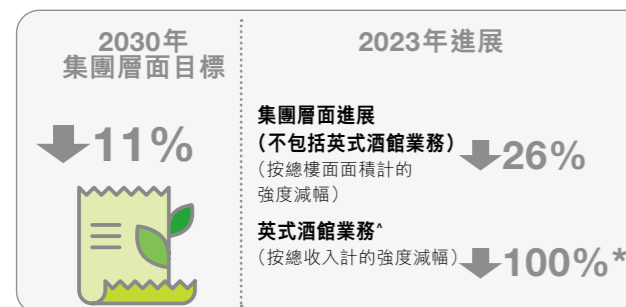 2030年
集團層面目標
11%
2023年進展
集團層面進展
(不包括英式酒館業務)
(按總樓面面積計的
強度減幅)
26%
英式酒館業務^
(按總收入計的強度減幅)
100%*